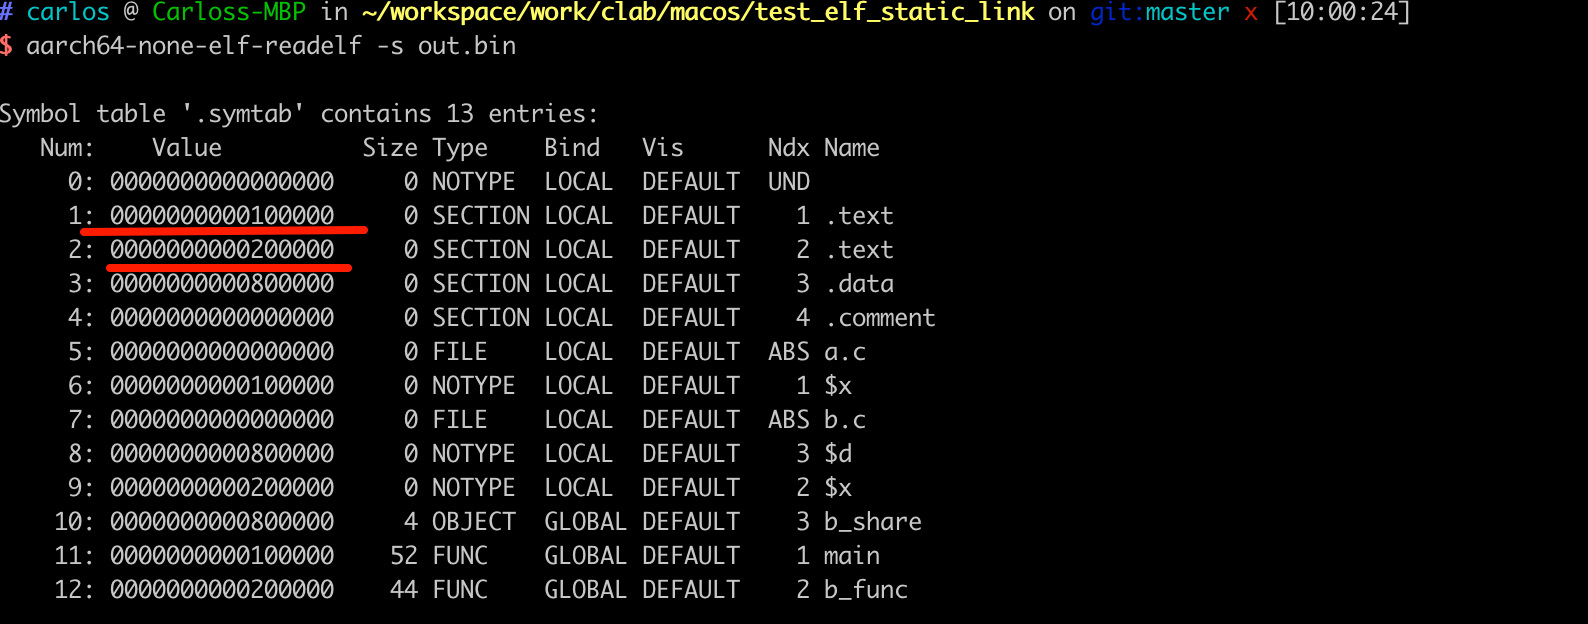 # carlos @ Carloss-MBP in ~/workspace/work/clab/macos/test_elf_static_link on git:master x [10:00:24]
$ aarch64-none-elf-readelf -s out.bin
Symbol table '.symtab' contains 13 entries:
   Num:    Value          Size Type    Bind   Vis      Ndx Name
     0: 0000000000000000     0 NOTYPE  LOCAL  DEFAULT  UND
     1: 0000000000100000     0 SECTION LOCAL  DEFAULT    1 .text
     2: 0000000000200000     0 SECTION LOCAL  DEFAULT    2 .text
     3: 0000000000800000     0 SECTION LOCAL  DEFAULT    3 .data
     4: 0000000000000000     0 SECTION LOCAL  DEFAULT    4 .comment
     5: 0000000000000000     0 FILE    LOCAL  DEFAULT  ABS a.c
     6: 0000000000100000     0 NOTYPE  LOCAL  DEFAULT    1 $x
     7: 0000000000000000     0 FILE    LOCAL  DEFAULT  ABS b.c
     8: 0000000000800000     0 NOTYPE  LOCAL  DEFAULT    3 $d
     9: 0000000000200000     0 NOTYPE  LOCAL  DEFAULT    2 $x
    10: 0000000000800000     4 OBJECT  GLOBAL DEFAULT    3 b_share
    11: 0000000000100000    52 FUNC    GLOBAL DEFAULT    1 main
    12: 0000000000200000    44 FUNC    GLOBAL DEFAULT    2 b_func